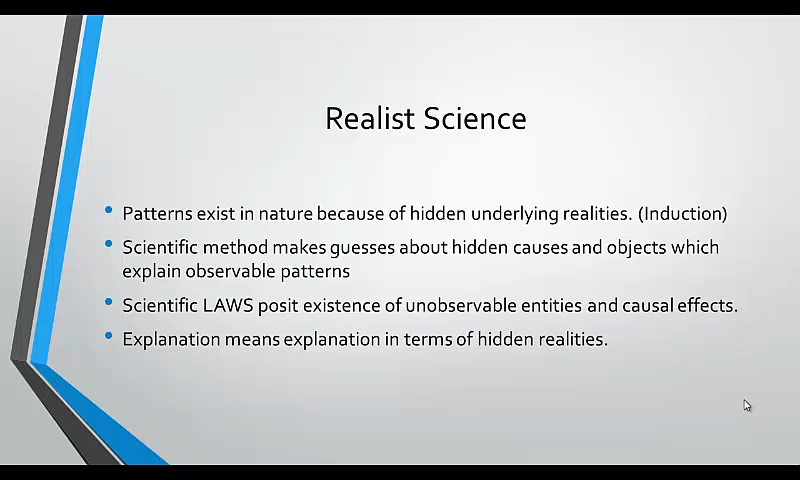 Realist Science
• Patterns exist in nature because of hidden underlying realities. (Induction)
• Scientific method makes guesses about hidden causes and objects which
explain observable patterns
• Scientific LAWS posit existence of unobservable entities and causal effects.
• Explanation means explanation in terms of hidden realities.